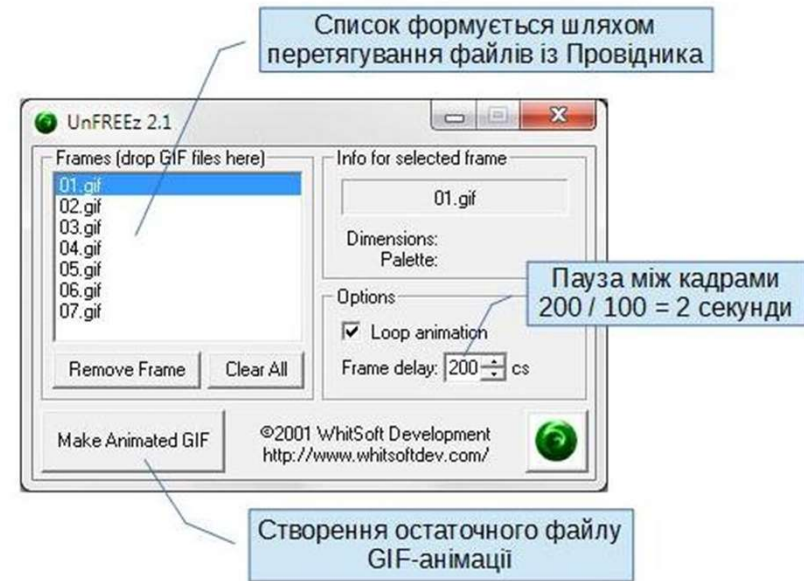 Список формується шляхом
перетягування файлів із Провідника
UnFREEz 2.1
Frames (drop GIF files here)
01.gif
02.gif
03.gif
04.gif
05.gif
06.gif
07.gif
Remove Frame
Clear All
Info for selected frame
01.gif
Dimensions:
Palette:
Пауза між кадрами
200 / 100 = 2 секунди
Options
Loop animation
Frame delay: 200 cs
Make Animated GIF
©2001 WhitSoft Development
http://www.whitsoftdev.com/
Створення остаточного файлу
GIF-анімації